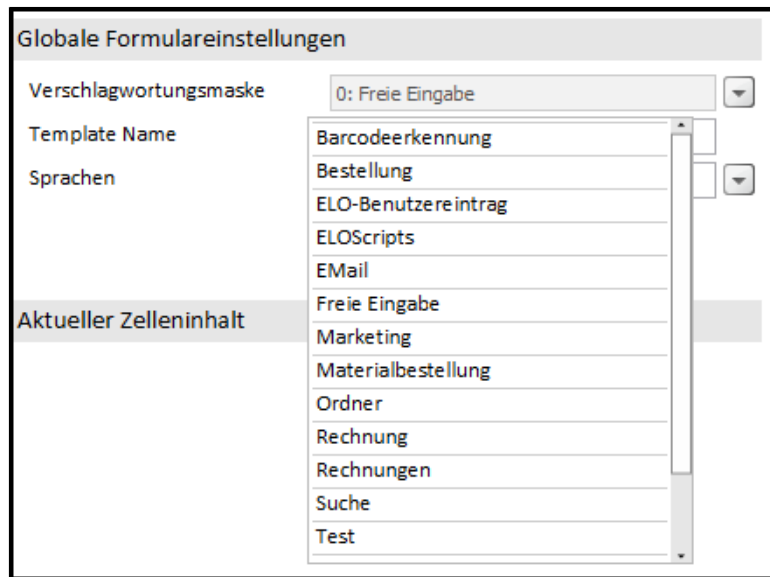 Globale Formulareinstellungen
Verschlagwortungsmaske 0: Freie Eingabe
Template Name
Sprachen
Barcodeerkennung
Bestellung
ELO-Benutzereintrag
ELOScripts
EMail
Freie Eingabe
Marketing
Materialbestellung
Ordner
Rechnung
Rechnungen
Suche
Test
Aktueller Zelleninhalt